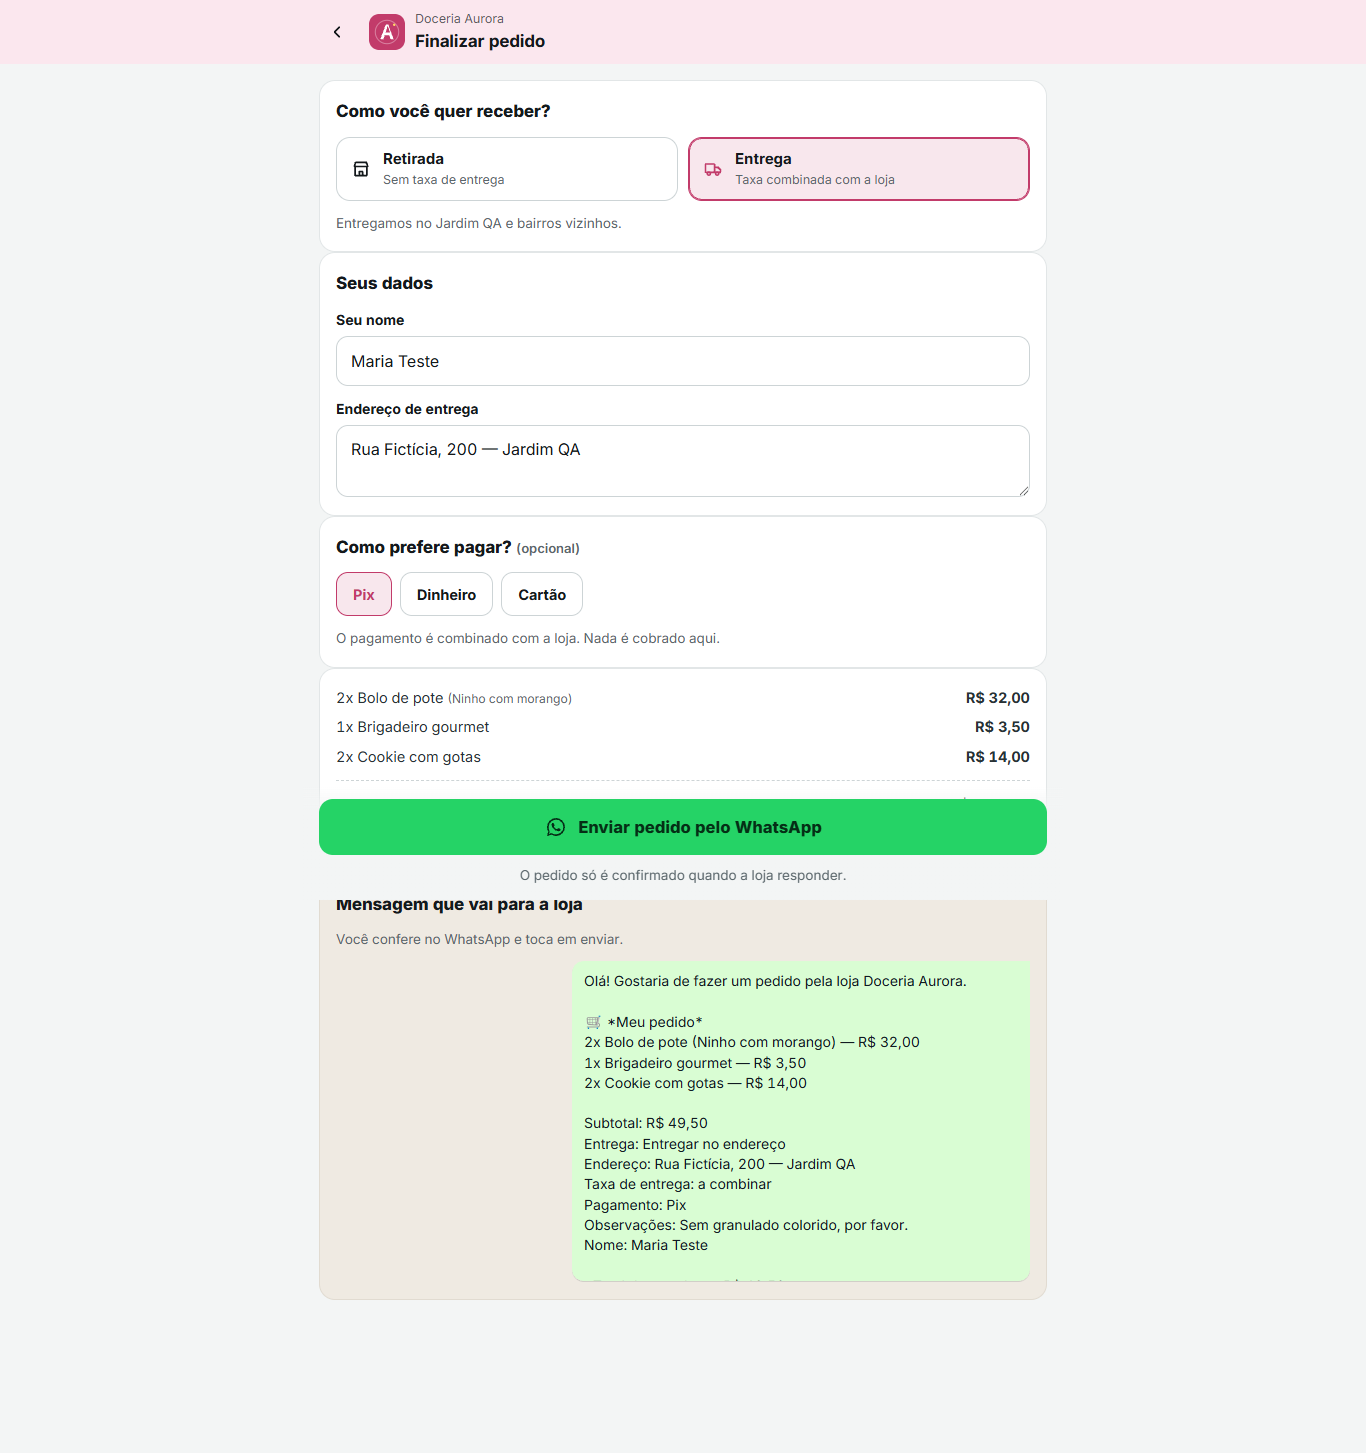 Doceria Aurora
Finalizar pedido
Como você quer receber?
Retirada
Sem taxa de entrega
Entrega
Taxa combinada com a loja
Entregamos no Jardim QA e bairros vizinhos.
Seus dados
Seu nome
Maria Teste
Endereço de entrega
Rua Fictícia, 200 — Jardim QA
Como prefere pagar? (opcional)
Pix
Dinheiro
Cartão
O pagamento é combinado com a loja. Nada é cobrado aqui.
2x Bolo de pote (Ninho com morango) R$ 32,00
1x Brigadeiro gourmet R$ 3,50
2x Cookie com gotas R$ 14,00
Enviar pedido pelo WhatsApp
O pedido só é confirmado quando a loja responder.
Mensagem que vai para a loja
Você confere no WhatsApp e toca em enviar.
Olá! Gostaria de fazer um pedido pela loja Doceria Aurora.
🛒 *Meu pedido*
2x Bolo de pote (Ninho com morango) — R$ 32,00
1x Brigadeiro gourmet — R$ 3,50
2x Cookie com gotas — R$ 14,00
Subtotal: R$ 49,50
Entrega: Entregar no endereço
Endereço: Rua Fictícia, 200 — Jardim QA
Taxa de entrega: a combinar
Pagamento: Pix
Observações: Sem granulado colorido, por favor.
Nome: Maria Teste